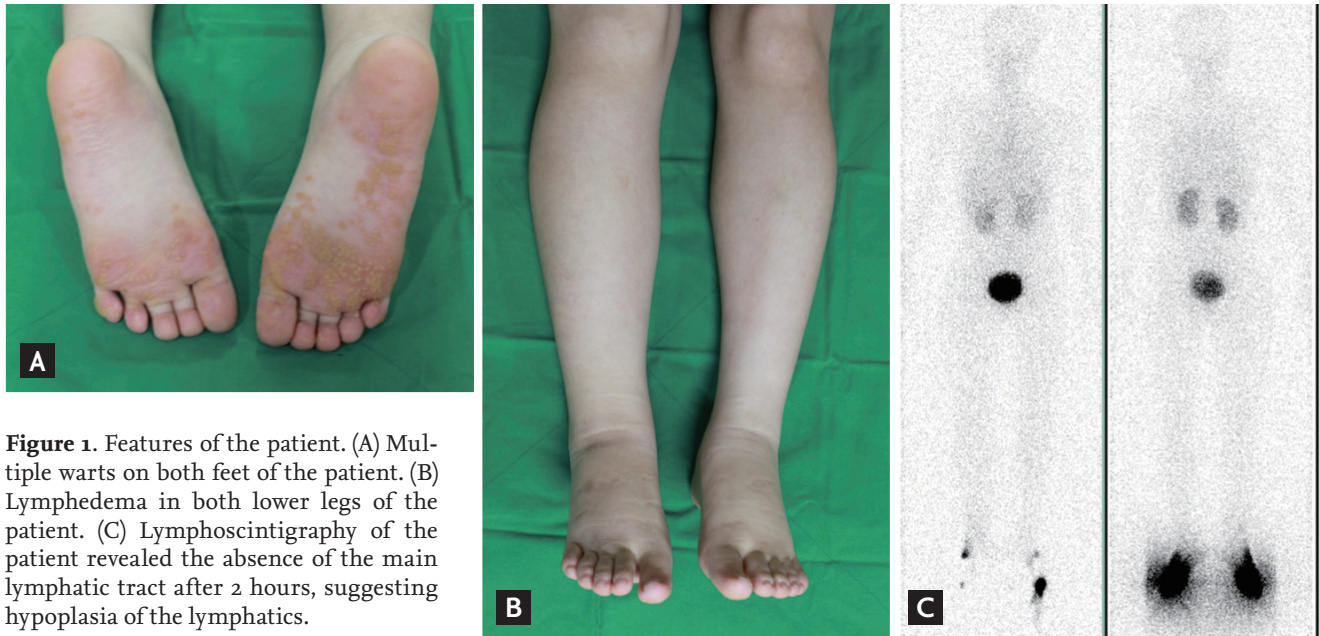 A
B
C
Figure 1. Features of the patient. (A) Mul-
tiple warts on both feet of the patient. (B)
Lymphedema in both lower legs of the
patient. (C) Lymphoscintigraphy of the
patient revealed the absence of the main
lymphatic tract after 2 hours, suggesting
hypoplasia of the lymphatics.